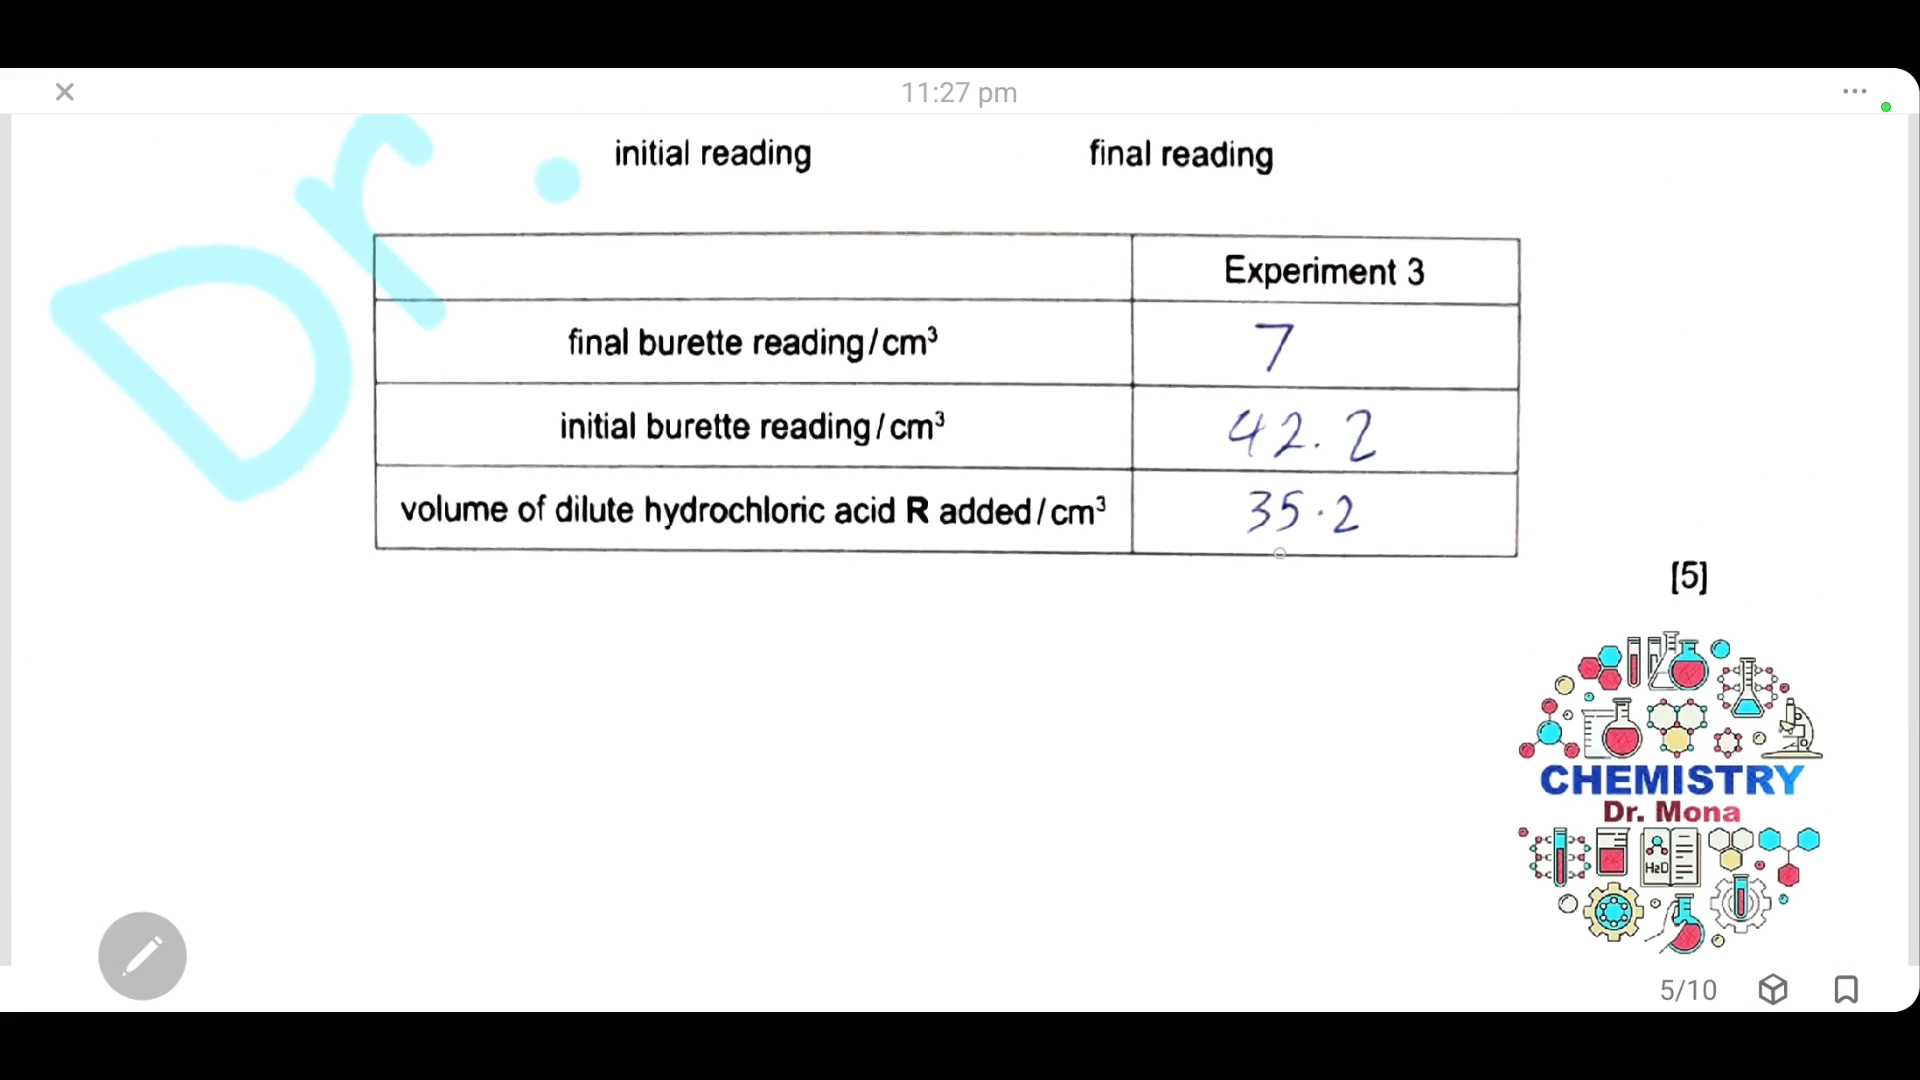 11:27 pm
Dr.
initial reading final reading
Experiment 3
final burette reading/cm³ 7
initial burette reading/cm³ 42.2
volume of dilute hydrochloric acid R added/cm³ 35.2
[5]
CHEMISTRY
Dr. Mona
H₂O
5/10